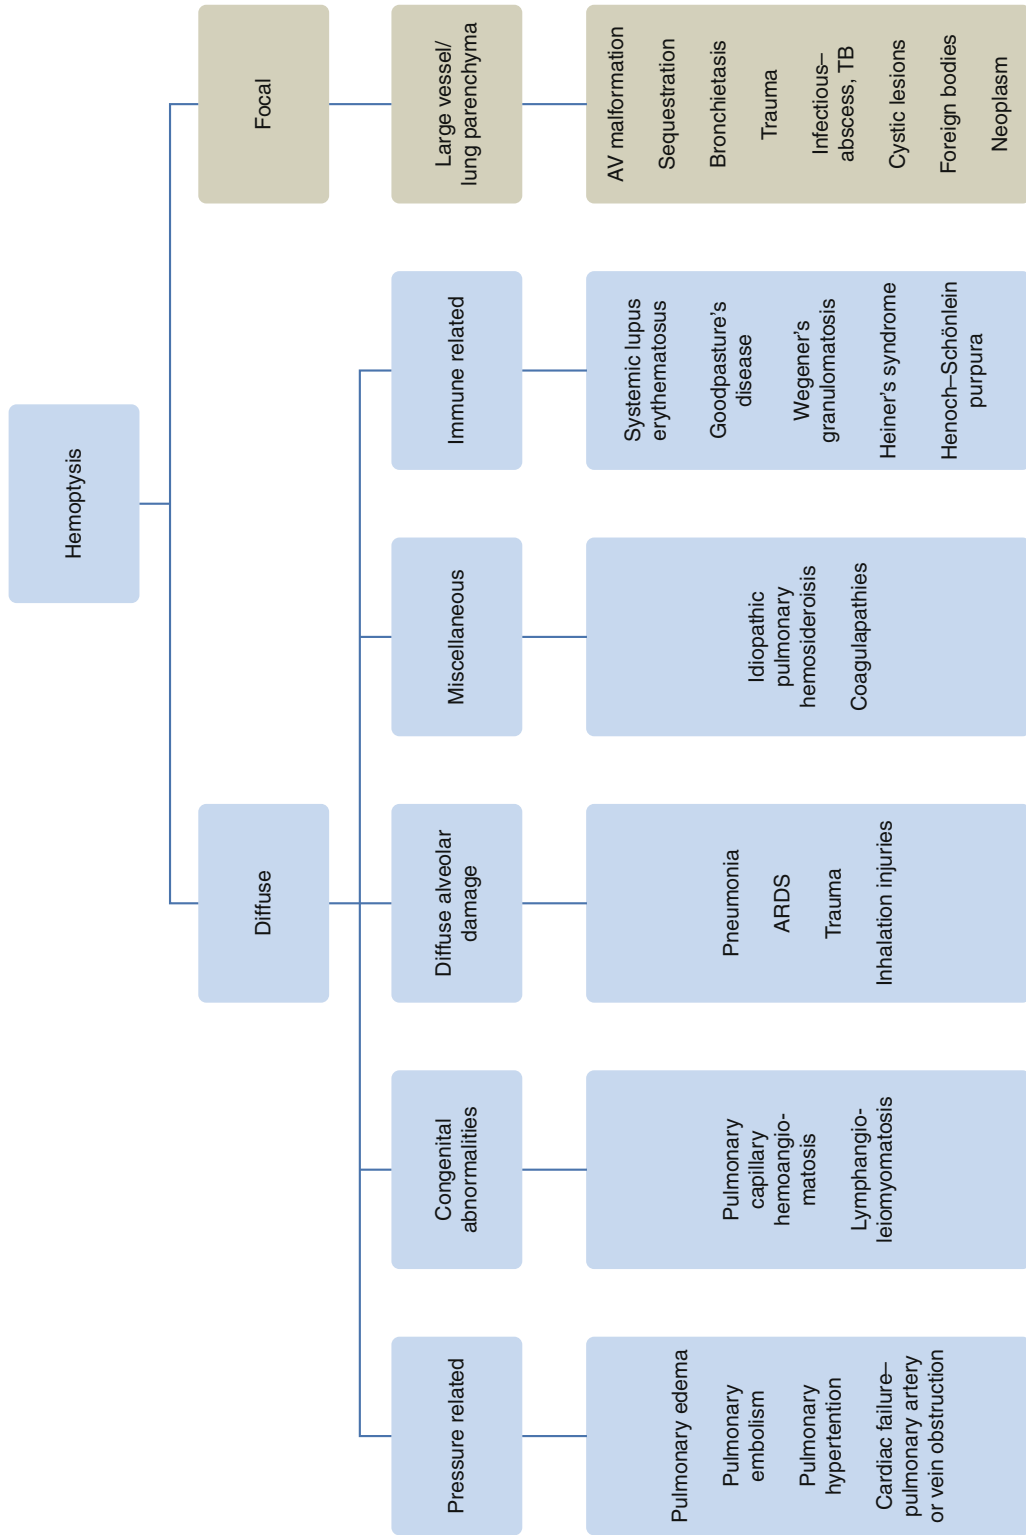 Hemoptysis
Diffuse
Focal
Pressure related
Congenital
abnormalities
Diffuse alveolar
damage
Miscellaneous
Immune related
Large vessel/
lung parenchyma
Pulmonary edema
Pulmonary
embolism
Pulmonary
hypertention
Cardiac failure–
pulmonary artery
or vein obstruction
Pulmonary
capillary
hemoangio-
matosis
Lymphangio-
leiomyomatosis
Pneumonia
ARDS
Trauma
Inhalation injuries
Idiopathic
pulmonary
hemosideroisis
Coagulapathies
Systemic lupus
erythematosus
Goodpasture’s
disease
Wegener’s
granulomatosis
Heiner’s syndrome
Henoch–Schönlein
purpura
AV malformation
Sequestration
Bronchietasis
Trauma
Infectious–
abscess, TB
Cystic lesions
Foreign bodies
Neoplasm